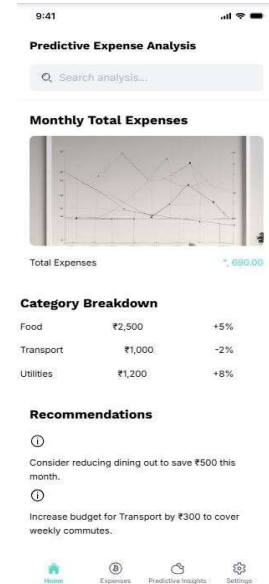 9:41
Predictive Expense Analysis
Search analysis...
Monthly Total Expenses
Total Expenses 690.00
Category Breakdown
Food ₹2,500 +5%
Transport ₹1,000 -2%
Utilities ₹1,200 +8%
Recommendations
Consider reducing dining out to save ₹500 this
month.
Increase budget for Transport by ₹300 to cover
weekly commutes.
Home Expenses Predictive Insights Settings